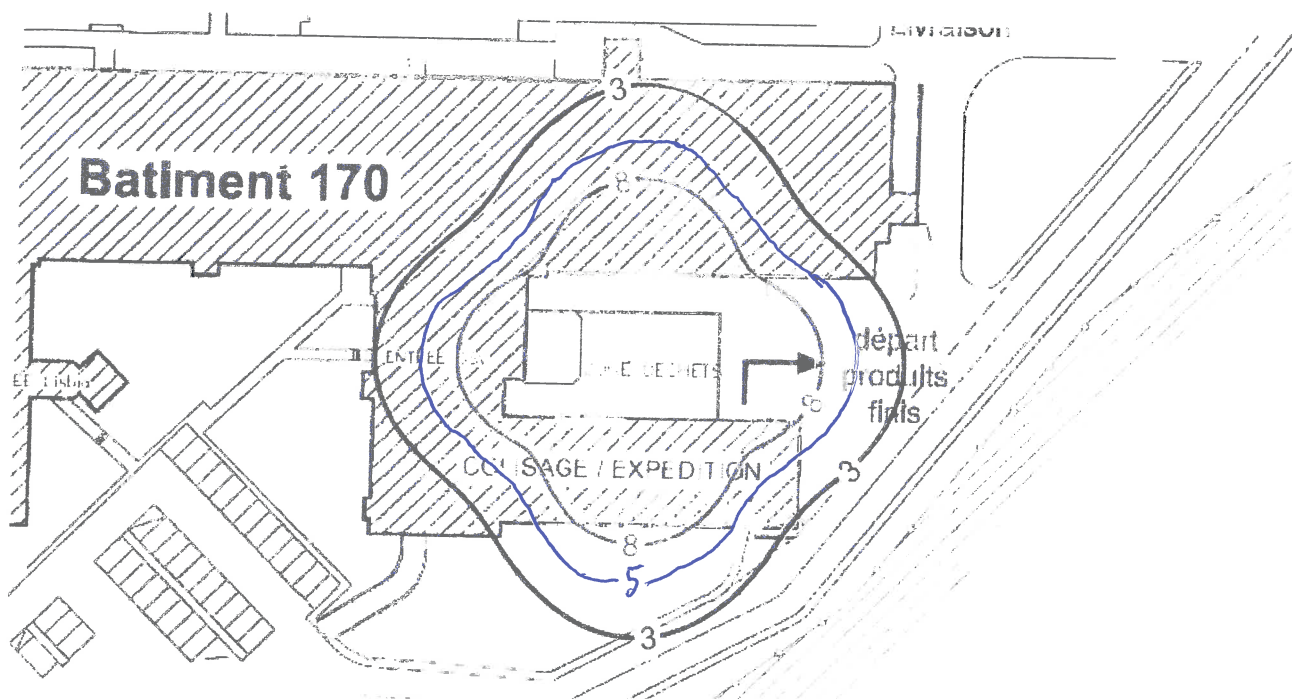 Livraison
3
Batiment 170
8
ENTREE
départ
produits
finis
8
COLISAGE / EXPEDITION
3
8
5
3